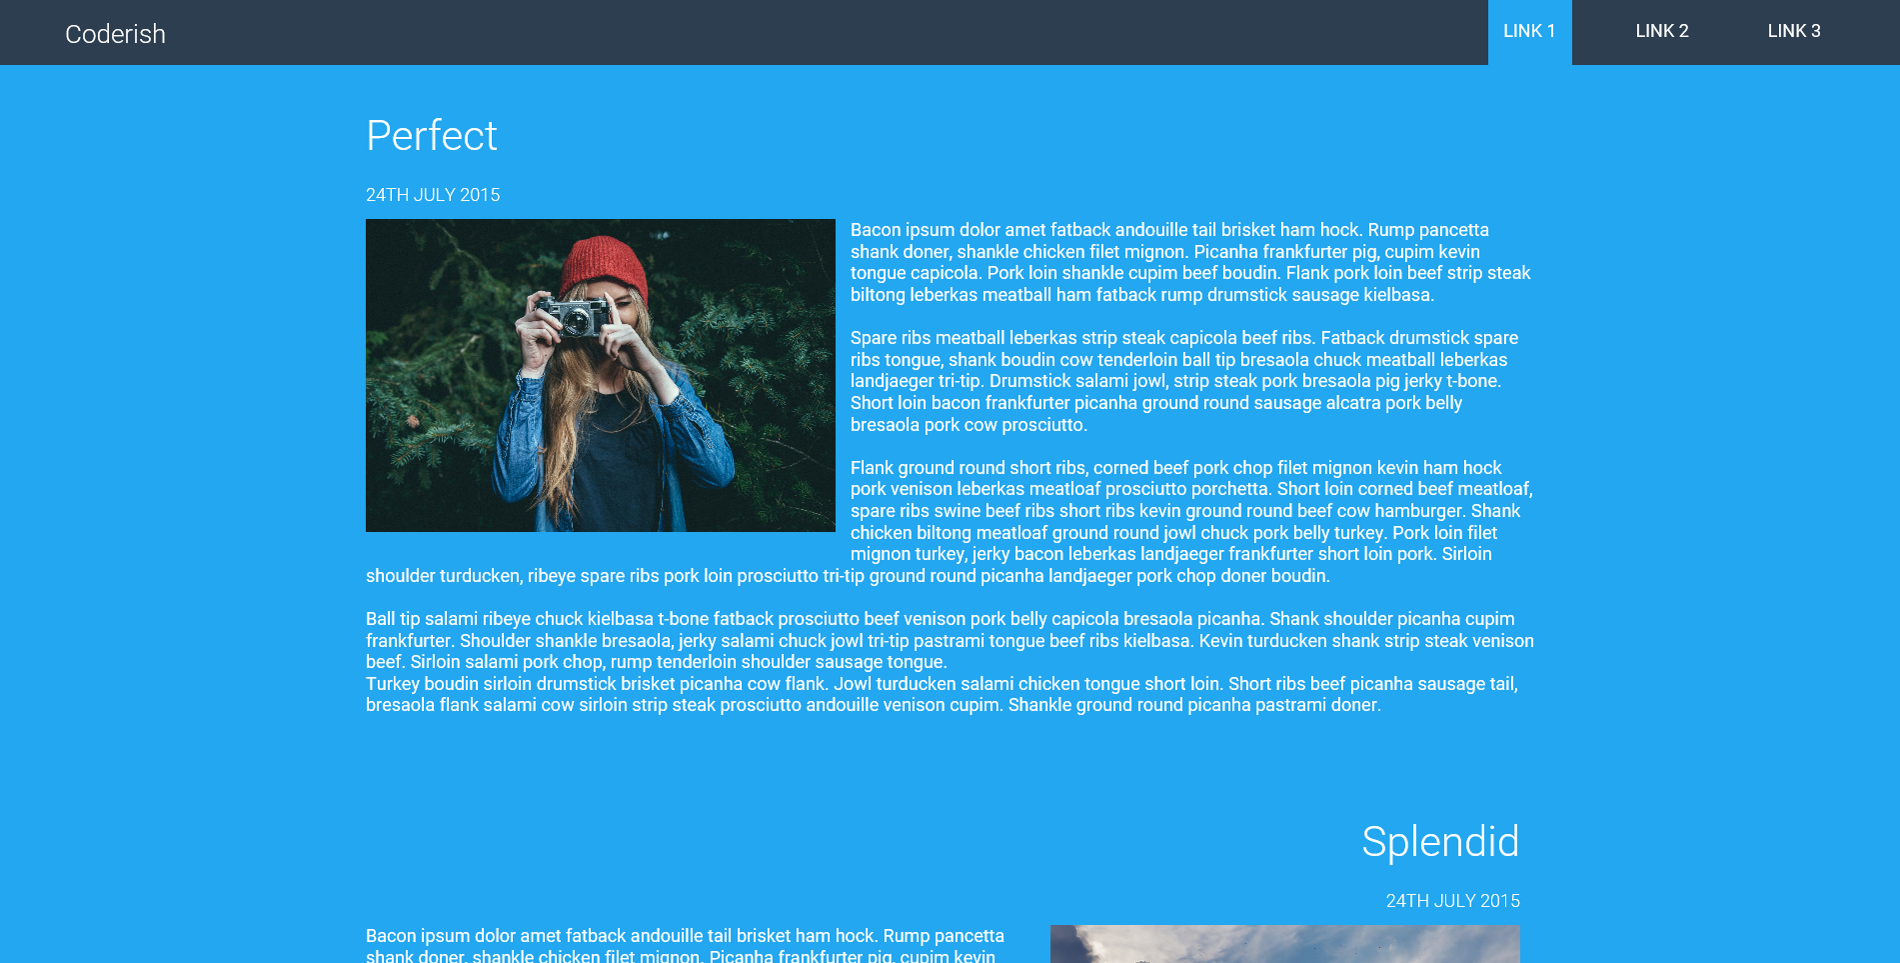 Coderish
LINK 1
LINK 2
LINK 3
Perfect
24TH JULY 2015
Bacon ipsum dolor amet fatback andouille tail brisket ham hock. Rump pancetta
shank doner, shankle chicken filet mignon. Picanha frankfurter pig, cupim kevin
tongue capicola. Pork loin shankle cupim beef boudin. Flank pork loin beef strip steak
biltong leberkas meatball ham fatback rump drumstick sausage kielbasa.
Spare ribs meatball leberkas strip steak capicola beef ribs. Fatback drumstick spare
ribs tongue, shank boudin cow tenderloin ball tip bresaola chuck meatball leberkas
landjaeger tri-tip. Drumstick salami jowl, strip steak pork bresaola pig jerky t-bone.
Short loin bacon frankfurter picanha ground round sausage alcatra pork belly
bresaola pork cow prosciutto.
Flank ground round short ribs, corned beef pork chop filet mignon kevin ham hock
pork venison leberkas meatloaf prosciutto porchetta. Short loin corned beef meatloaf,
spare ribs swine beef ribs short ribs kevin ground round beef cow hamburger. Shank
chicken biltong meatloaf ground round jowl chuck pork belly turkey. Pork loin filet
mignon turkey, jerky bacon leberkas landjaeger frankfurter short loin pork. Sirloin
shoulder turducken, ribeye spare ribs pork loin prosciutto tri-tip ground round picanha landjaeger pork chop doner boudin.
Ball tip salami ribeye chuck kielbasa t-bone fatback prosciutto beef venison pork belly capicola bresaola picanha. Shank shoulder picanha cupim
frankfurter. Shoulder shankle bresaola, jerky salami chuck jowl tri-tip pastrami tongue beef ribs kielbasa. Kevin turducken shank strip steak venison
beef. Sirloin salami pork chop, rump tenderloin shoulder sausage tongue.
Turkey boudin sirloin drumstick brisket picanha cow flank. Jowl turducken salami chicken tongue short loin. Short ribs beef picanha sausage tail,
bresaola flank salami cow sirloin strip steak prosciutto andouille venison cupim. Shankle ground round picanha pastrami doner.
Splendid
24TH JULY 2015
Bacon ipsum dolor amet fatback andouille tail brisket ham hock. Rump pancetta
shank doner, shankle chicken filet mignon. Picanha frankfurter pig, cupim kevin